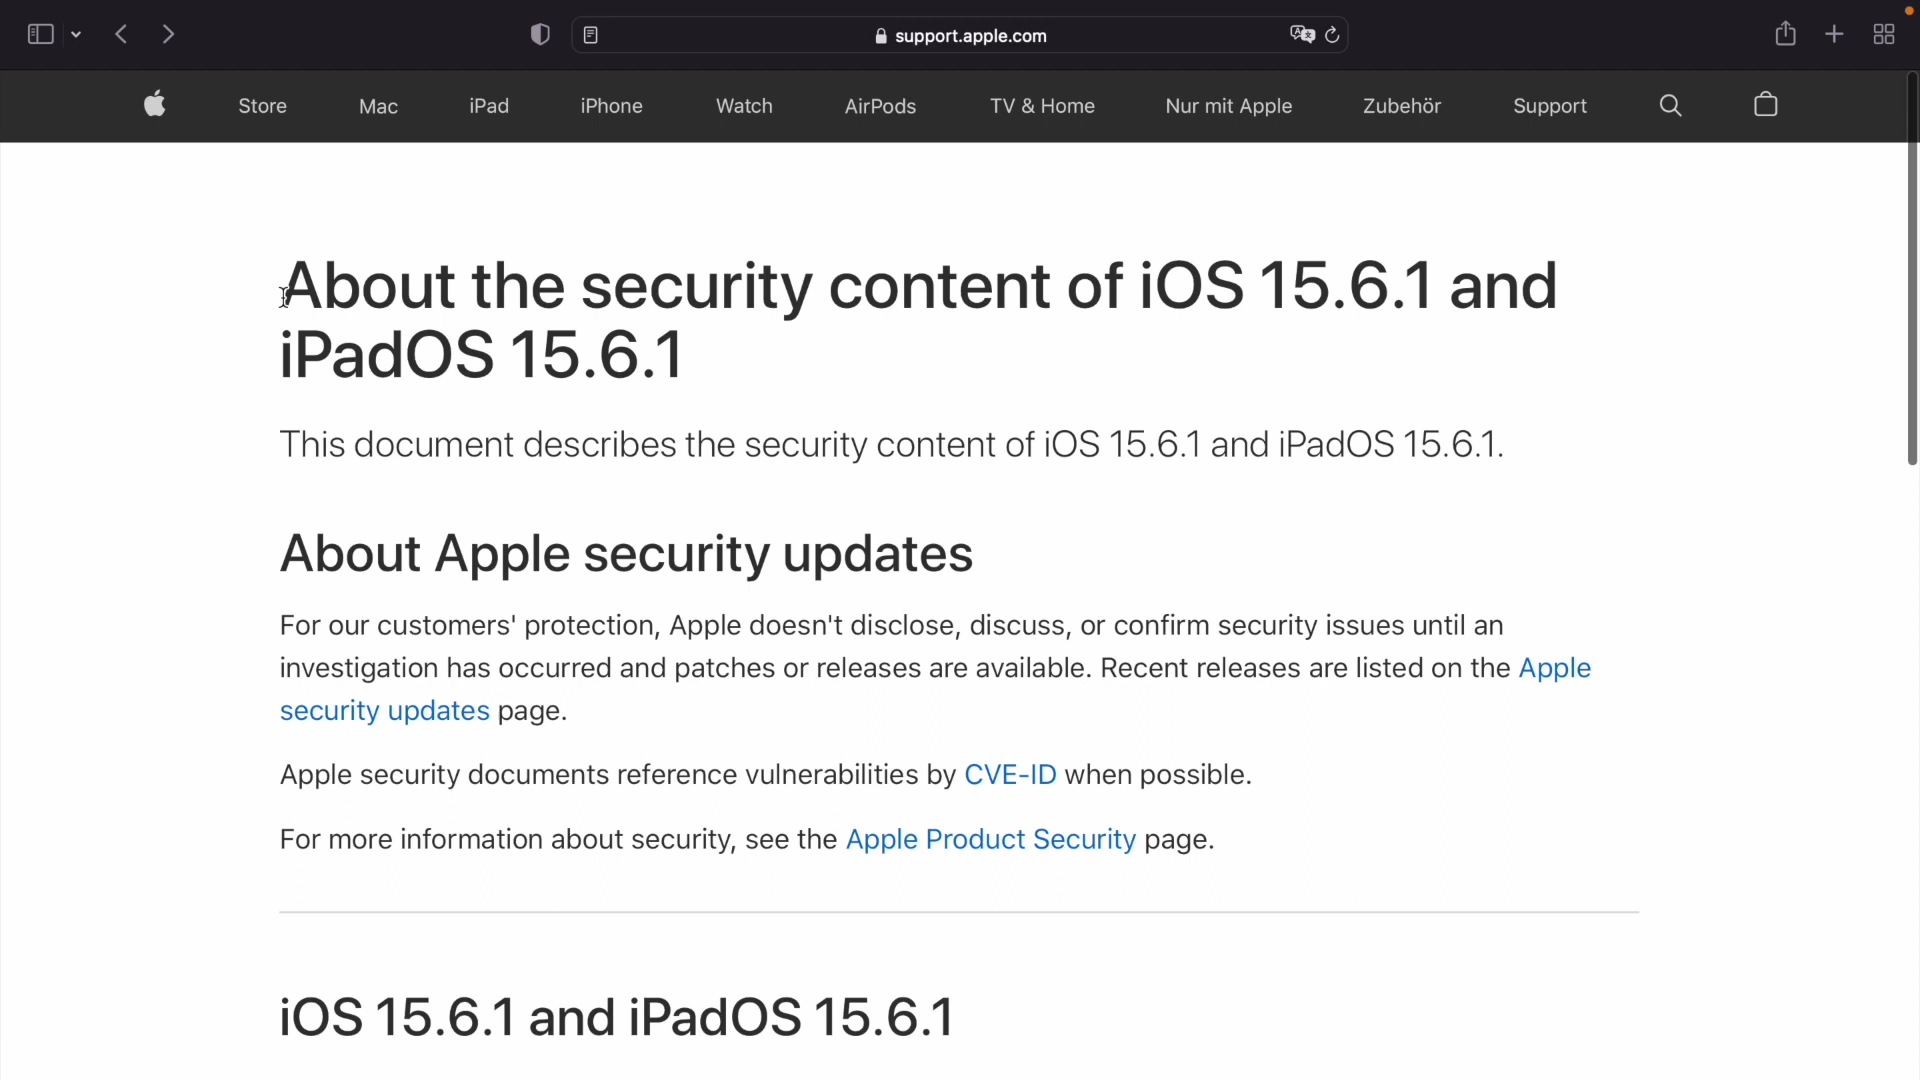 support.apple.com
Store Mac iPad iPhone Watch AirPods TV & Home Nur mit Apple Zubehör Support
About the security content of iOS 15.6.1 and
iPadOS 15.6.1
This document describes the security content of iOS 15.6.1 and iPadOS 15.6.1.
About Apple security updates
For our customers' protection, Apple doesn't disclose, discuss, or confirm security issues until an
investigation has occurred and patches or releases are available. Recent releases are listed on the Apple
security updates page.
Apple security documents reference vulnerabilities by CVE-ID when possible.
For more information about security, see the Apple Product Security page.
iOS 15.6.1 and iPadOS 15.6.1